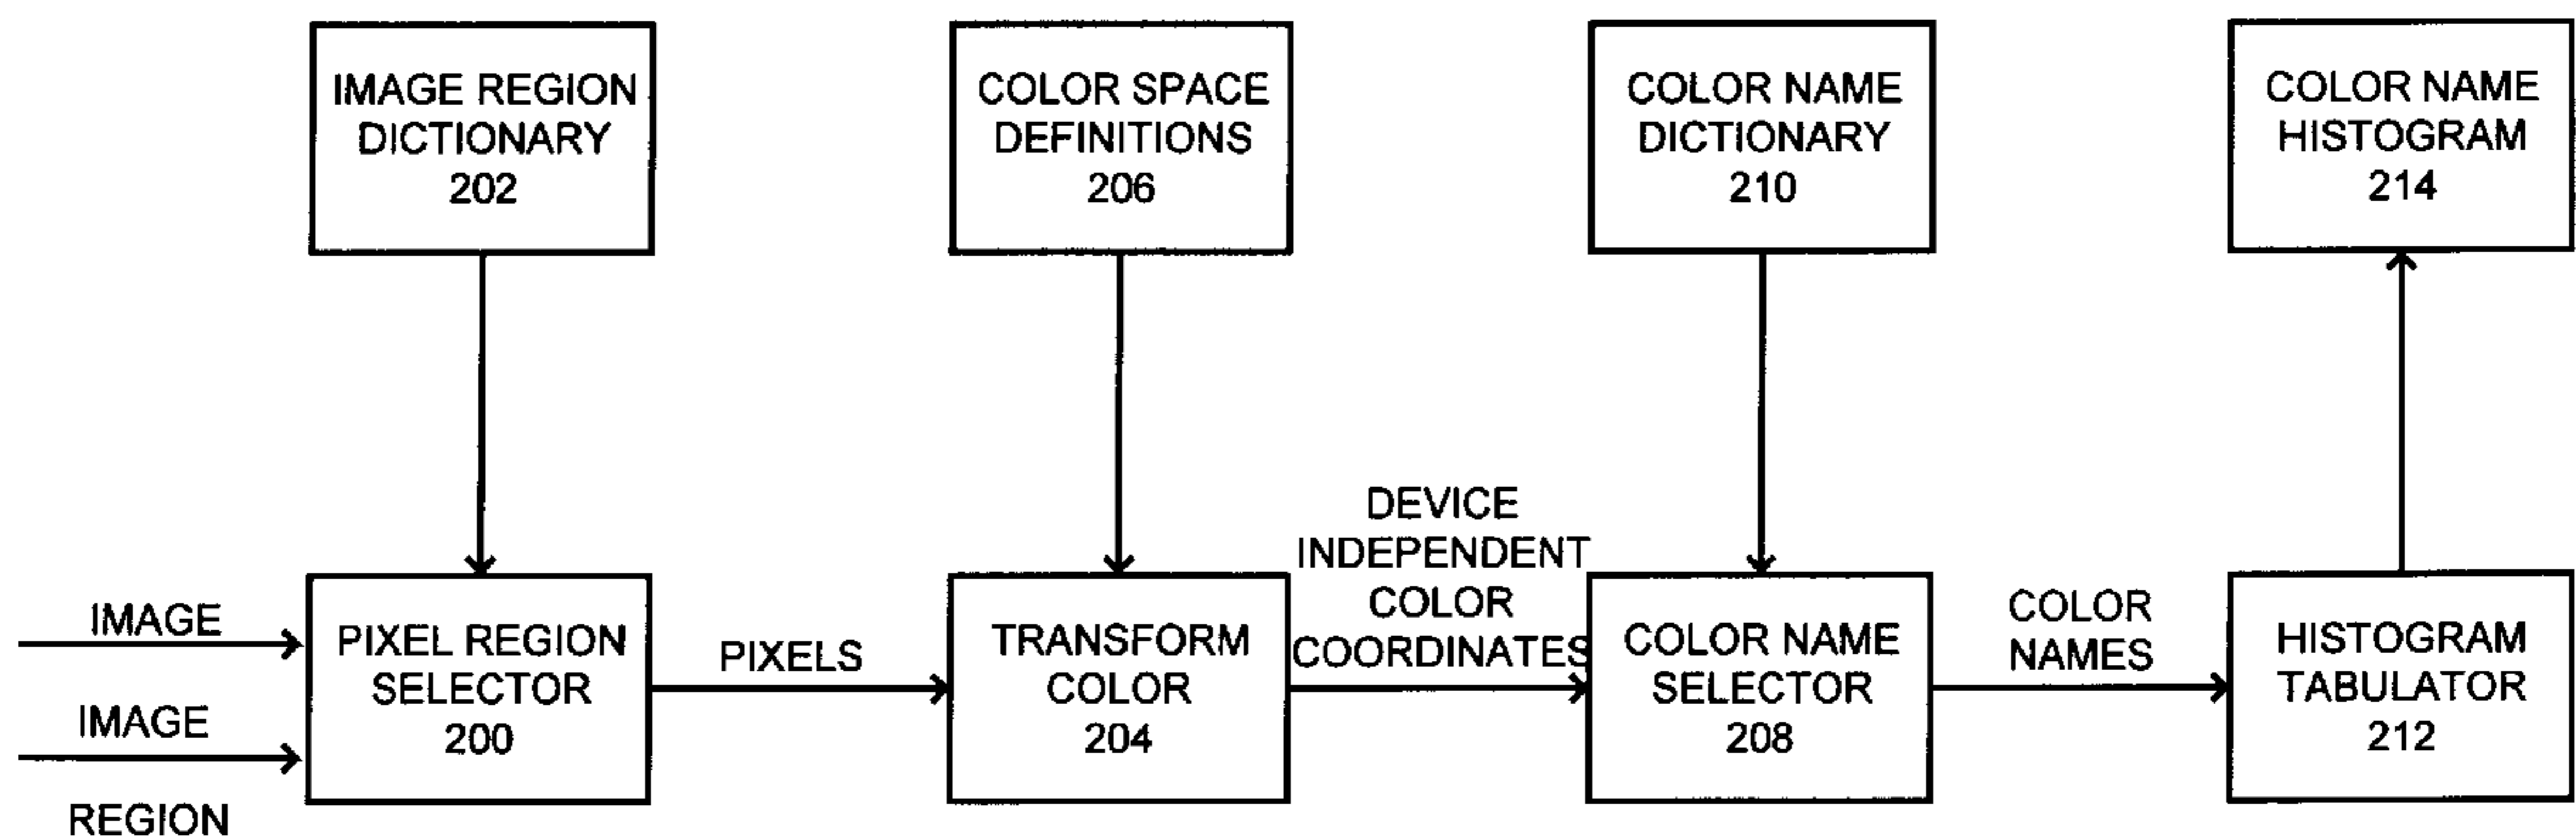 IMAGE REGION
DICTIONARY
202
COLOR SPACE
DEFINITIONS
206
COLOR NAME
DICTIONARY
210
COLOR NAME
HISTOGRAM
214
IMAGE
IMAGE
REGION
PIXEL REGION
SELECTOR
200
PIXELS
TRANSFORM
COLOR
204
DEVICE
INDEPENDENT
COLOR
COORDINATES
COLOR NAME
SELECTOR
208
COLOR
NAMES
HISTOGRAM
TABULATOR
212